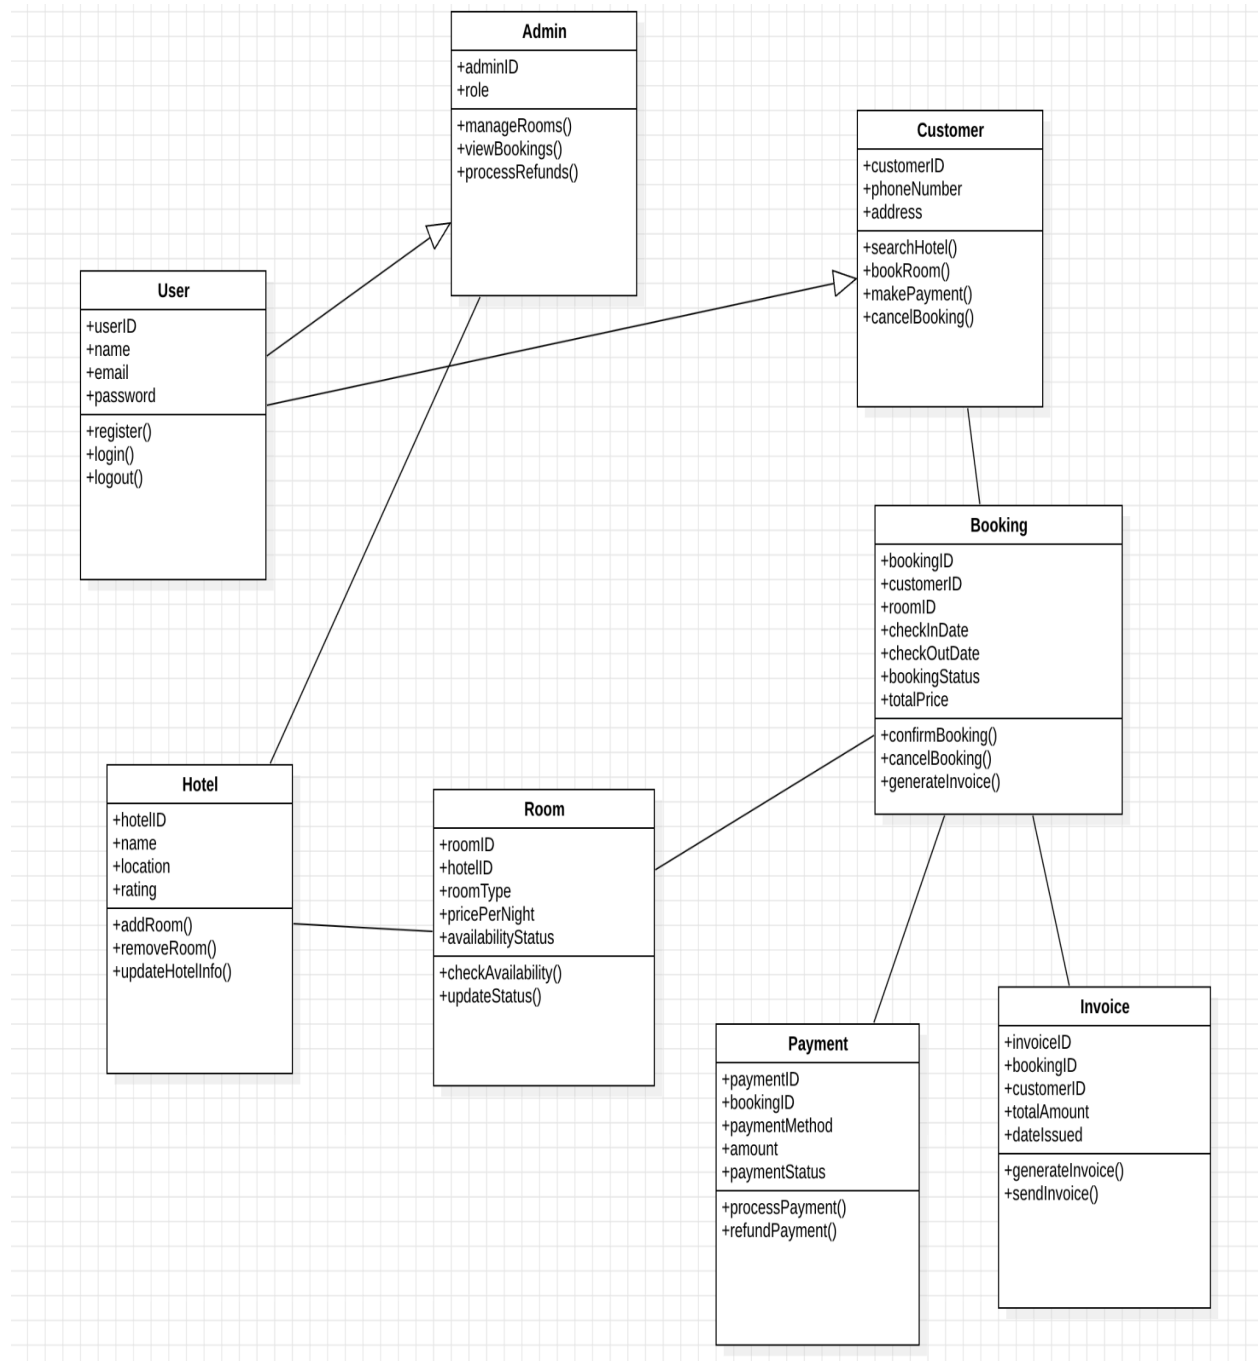 Admin
+adminID
+role
+manageRooms()
+viewBookings()
+processRefunds()
Customer
+customerID
+phoneNumber
+address
+searchHotel()
+bookRoom()
+makePayment()
+cancelBooking()
User
+userID
+name
+email
+password
+register()
+login()
+logout()
Booking
+bookingID
+customerID
+roomID
+checkInDate
+checkOutDate
+bookingStatus
+totalPrice
+confirmBooking()
+cancelBooking()
+generateInvoice()
Hotel
+hotelID
+name
+location
+rating
+addRoom()
+removeRoom()
+updateHotelInfo()
Room
+roomID
+hotelID
+roomType
+pricePerNight
+availabilityStatus
+checkAvailability()
+updateStatus()
Payment
+paymentID
+bookingID
+paymentMethod
+amount
+paymentStatus
+processPayment()
+refundPayment()
Invoice
+invoiceID
+bookingID
+customerID
+totalAmount
+dateIssued
+generateInvoice()
+sendInvoice()